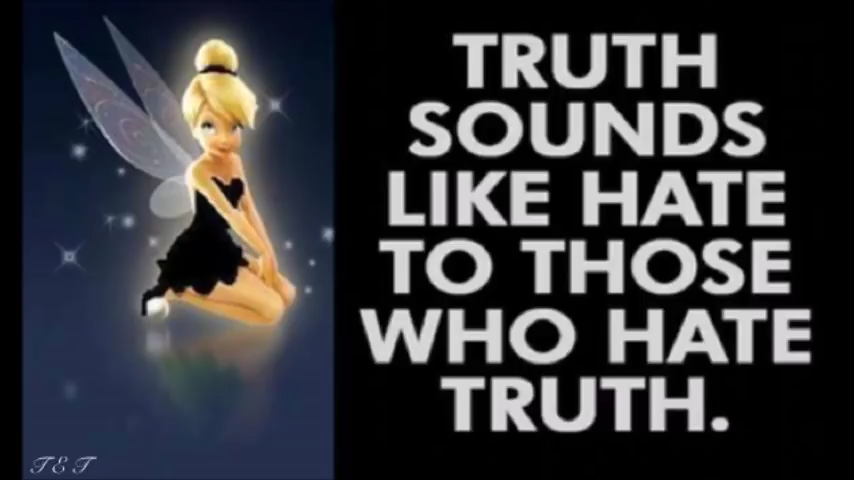 TRUTH
SOUNDS
LIKE HATE
TO THOSE
WHO HATE
TRUTH.
T & T